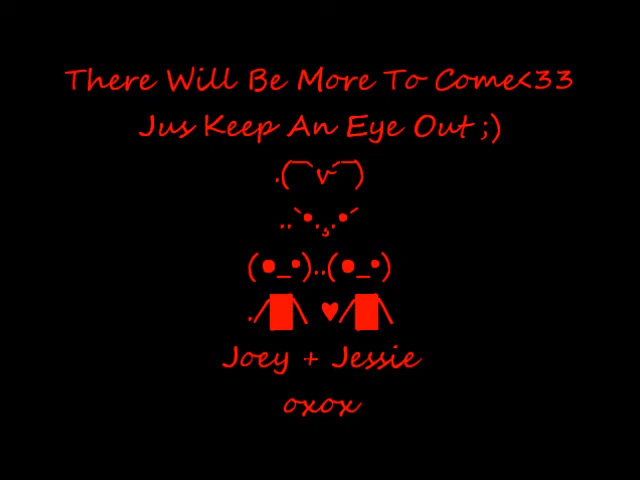 There Will Be More To Come<33
Jus Keep An Eye Out ;)
.(¯`v´¯)
..`•.¸.•´
(●_•)..(●_•)
./█\ ♥/█\
Joey + Jessie
oxox